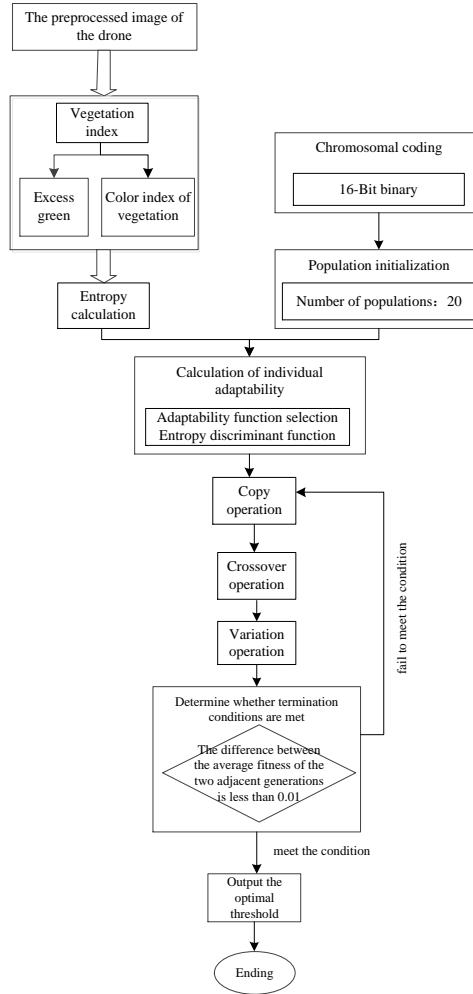 The preprocessed image of
the drone
Vegetation
index
Excess
green
Color index of
vegetation
Entropy
calculation
Chromosomal coding
16-Bit binary
Population initialization
Number of populations：20
Calculation of individual
adaptability
Adaptability function selection
Entropy discriminant function
Copy
operation
Crossover
operation
Variation
operation
Determine whether termination
conditions are met
The difference between
the average fitness of the
two adjacent generations
is less than 0.01
fail to meet the condition
meet the condition
Output the
optimal
threshold
Ending